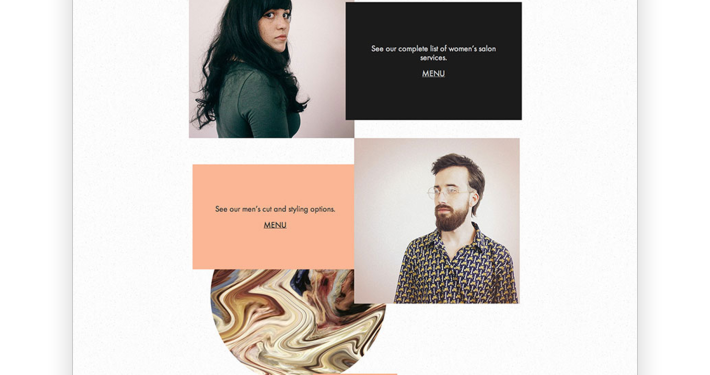 See our complete list of women's salon
services.
MENU
See our men's cut and styling options.
MENU